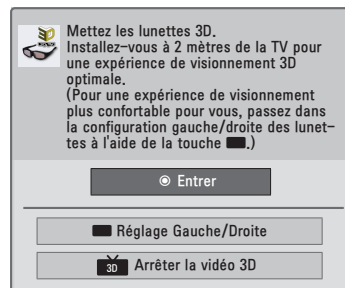 3D
Mettez les lunettes 3D.
Installez-vous à 2 mètres de la TV pour
une expérience de visionnement 3D
optimale.
(Pour une expérience de visionnement
plus confortable pour vous, passez dans
la configuration gauche/droite des lunet-
tes à l'aide de la touche .)
Entrer
Réglage Gauche/Droite
3D Arrêter la vidéo 3D